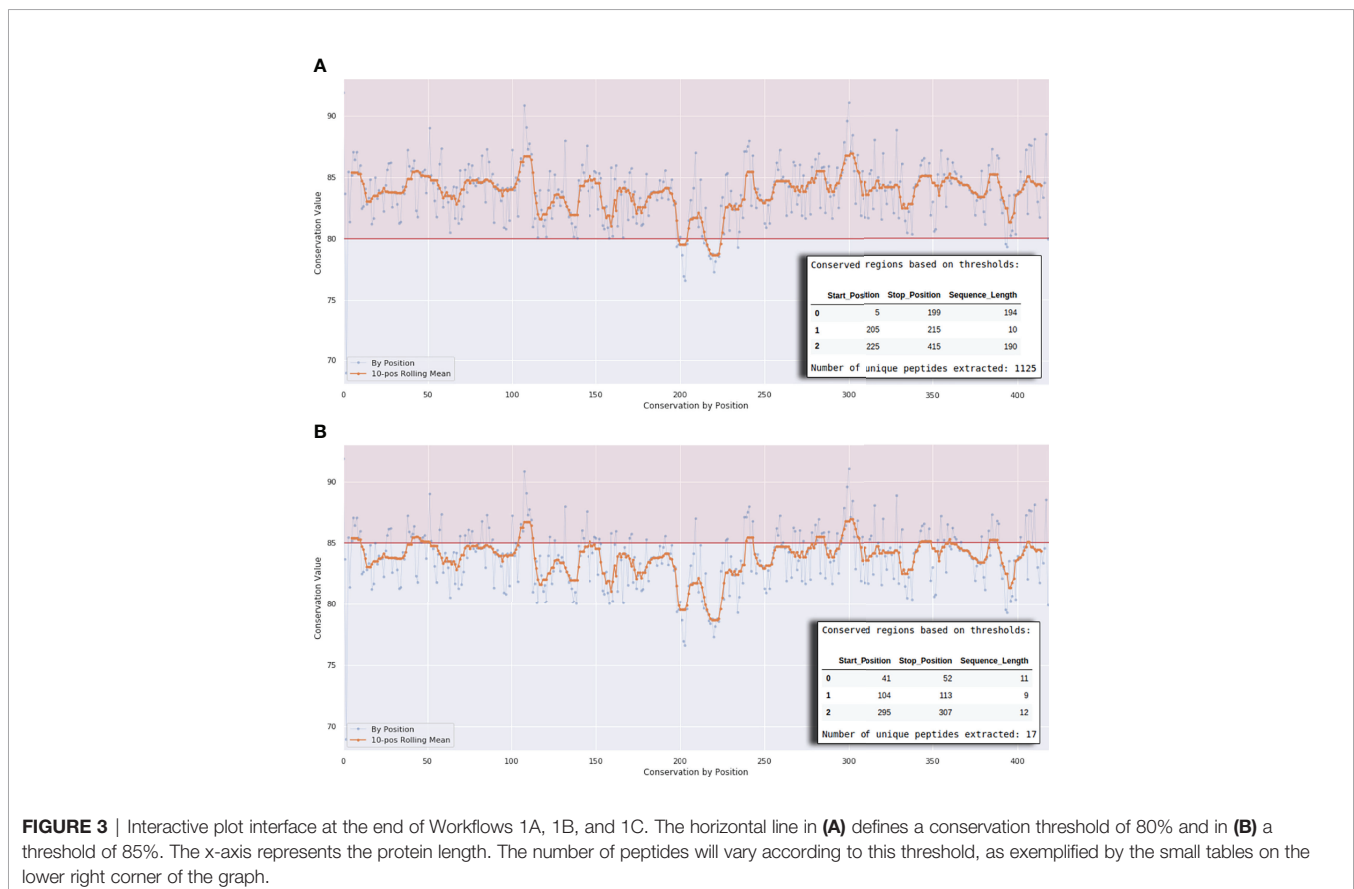 A
90
85
80
75
70
Conservation Value
By Position
10-pos Rolling Mean
0 50 100 150 200 250 300 350 400
Conservation by Position
Conserved regions based on thresholds:
Start_Position Stop_Position Sequence_Length
0 5 199 194
1 205 215 10
2 225 415 190
Number of unique peptides extracted: 1125
B
90
85
80
75
70
Conservation Value
By Position
10-pos Rolling Mean
0 50 100 150 200 250 300 350 400
Conservation by Position
Conserved regions based on thresholds:
Start_Position Stop_Position Sequence_Length
0 41 52 11
1 104 113 9
2 295 307 12
Number of unique peptides extracted: 17
FIGURE 3 | Interactive plot interface at the end of Workflows 1A, 1B, and 1C. The horizontal line in (A) defines a conservation threshold of 80% and in (B) a
threshold of 85%. The x-axis represents the protein length. The number of peptides will vary according to this threshold, as exemplified by the small tables on the
lower right corner of the graph.